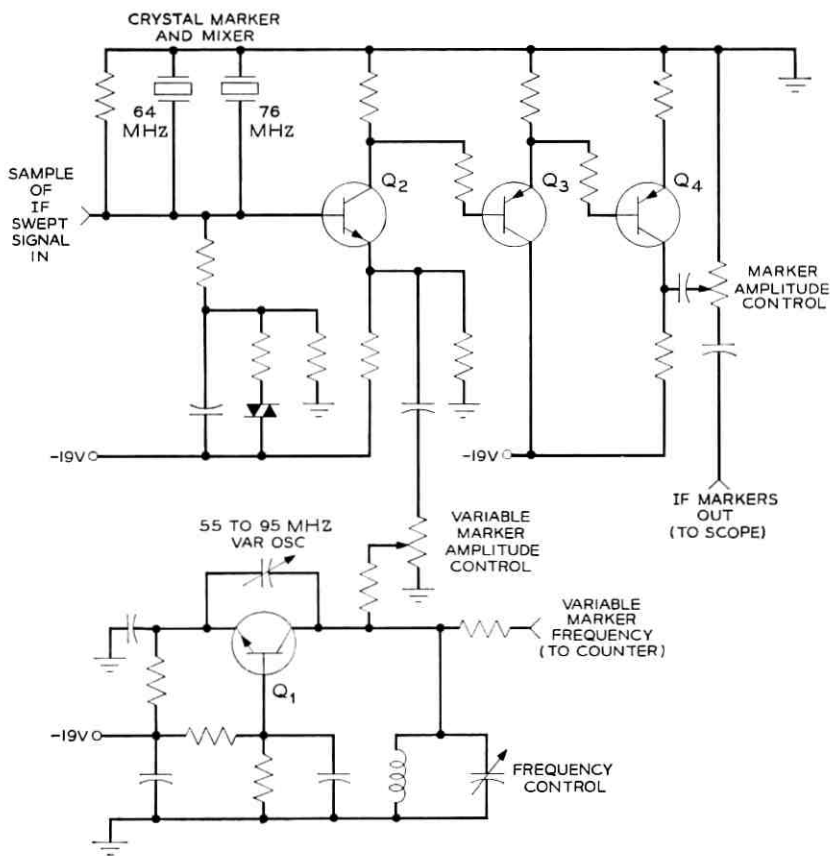 CRYSTAL MARKER
AND MIXER
64
MHz
76
MHz
SAMPLE
OF
IF
SWEPT
SIGNAL
IN
Q2
Q3
Q4
MARKER
AMPLITUDE
CONTROL
-19V
-19V
IF MARKERS
OUT
(TO SCOPE)
55 TO 95 MHZ
VAR OSC
VARIABLE
MARKER
AMPLITUDE
CONTROL
VARIABLE
MARKER
FREQUENCY
(TO COUNTER)
Q1
-19V
FREQUENCY
CONTROL